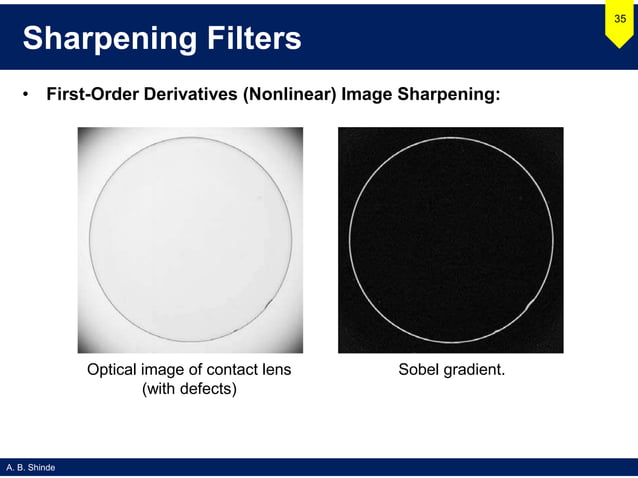 35
Sharpening Filters
• First-Order Derivatives (Nonlinear) Image Sharpening:
Optical image of contact lens
(with defects)
Sobel gradient.
A. B. Shinde